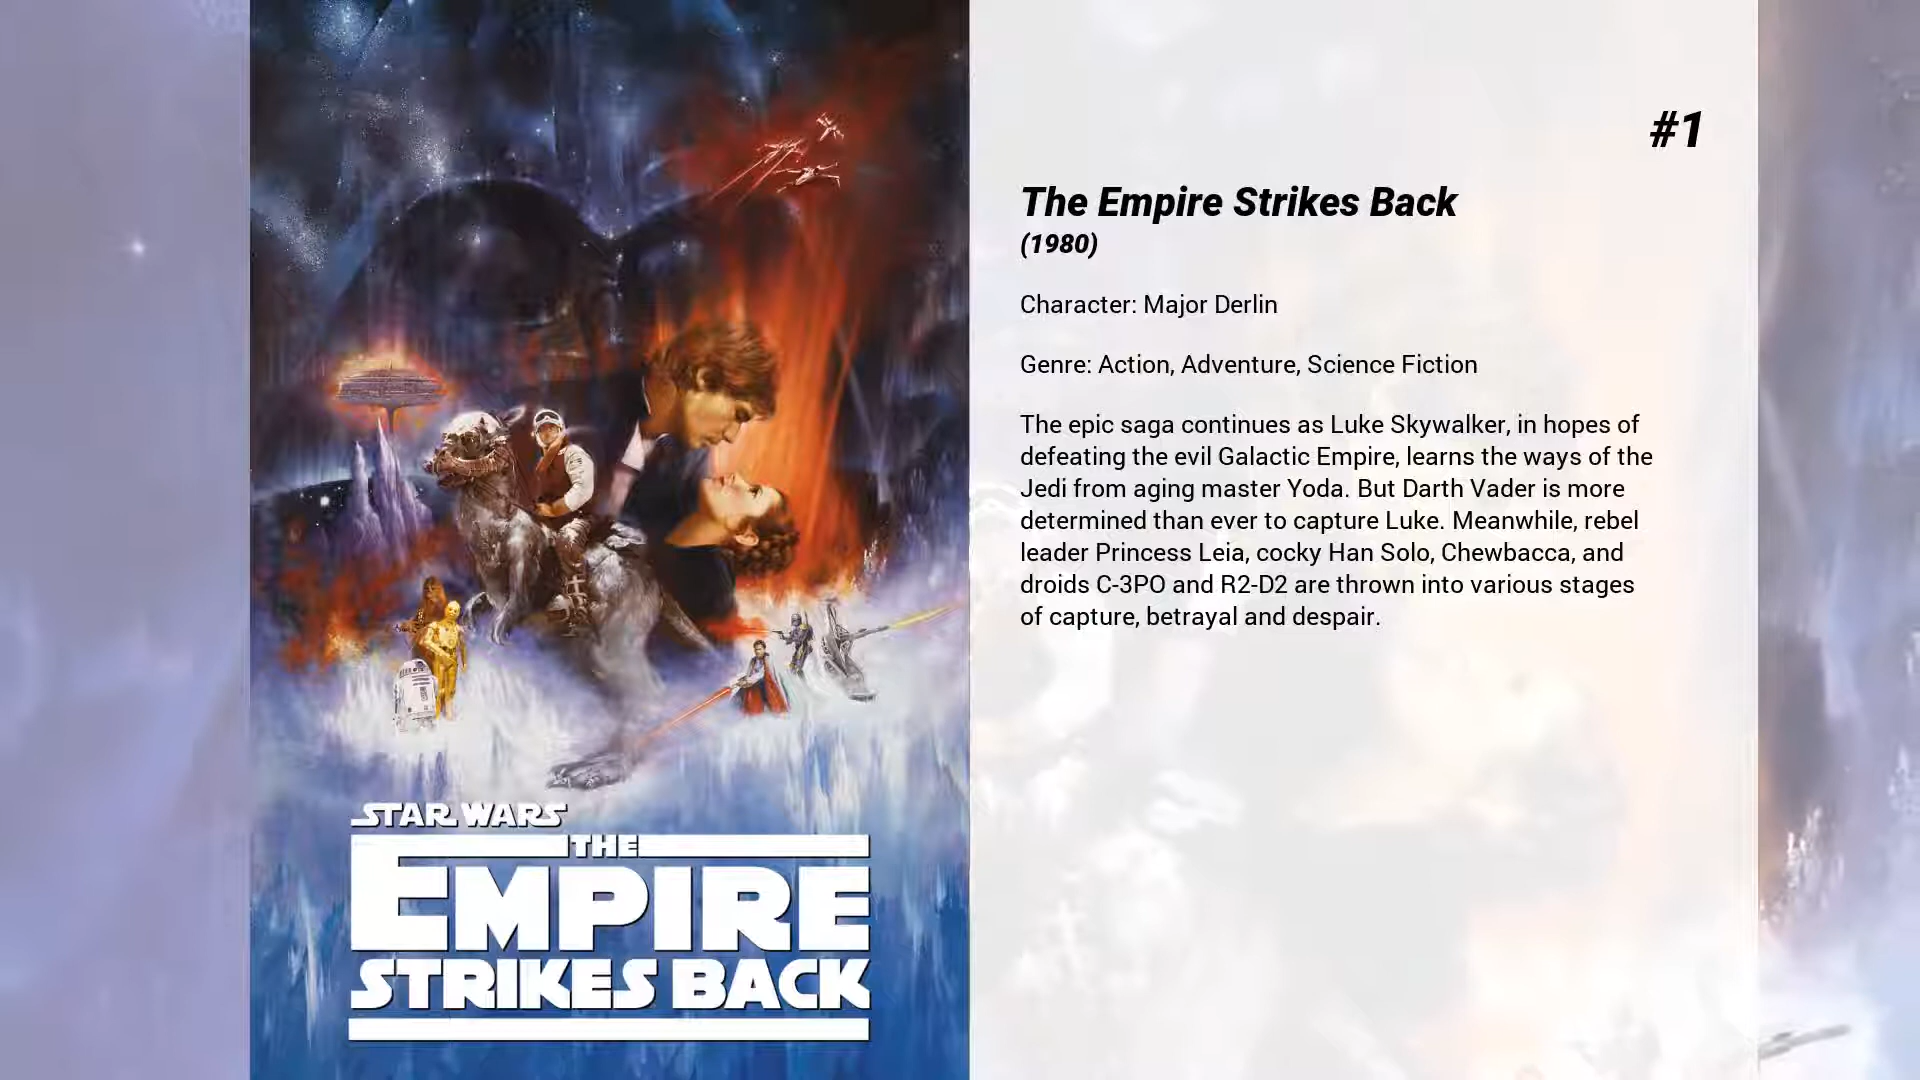 #1
The Empire Strikes Back
(1980)
Character: Major Derlin
Genre: Action, Adventure, Science Fiction
The epic saga continues as Luke Skywalker, in hopes of
defeating the evil Galactic Empire, learns the ways of the
Jedi from aging master Yoda. But Darth Vader is more
determined than ever to capture Luke. Meanwhile, rebel
leader Princess Leia, cocky Han Solo, Chewbacca, and
droids C-3PO and R2-D2 are thrown into various stages
of capture, betrayal and despair.
STAR WARS
THE
EMPIRE
STRIKES BACK